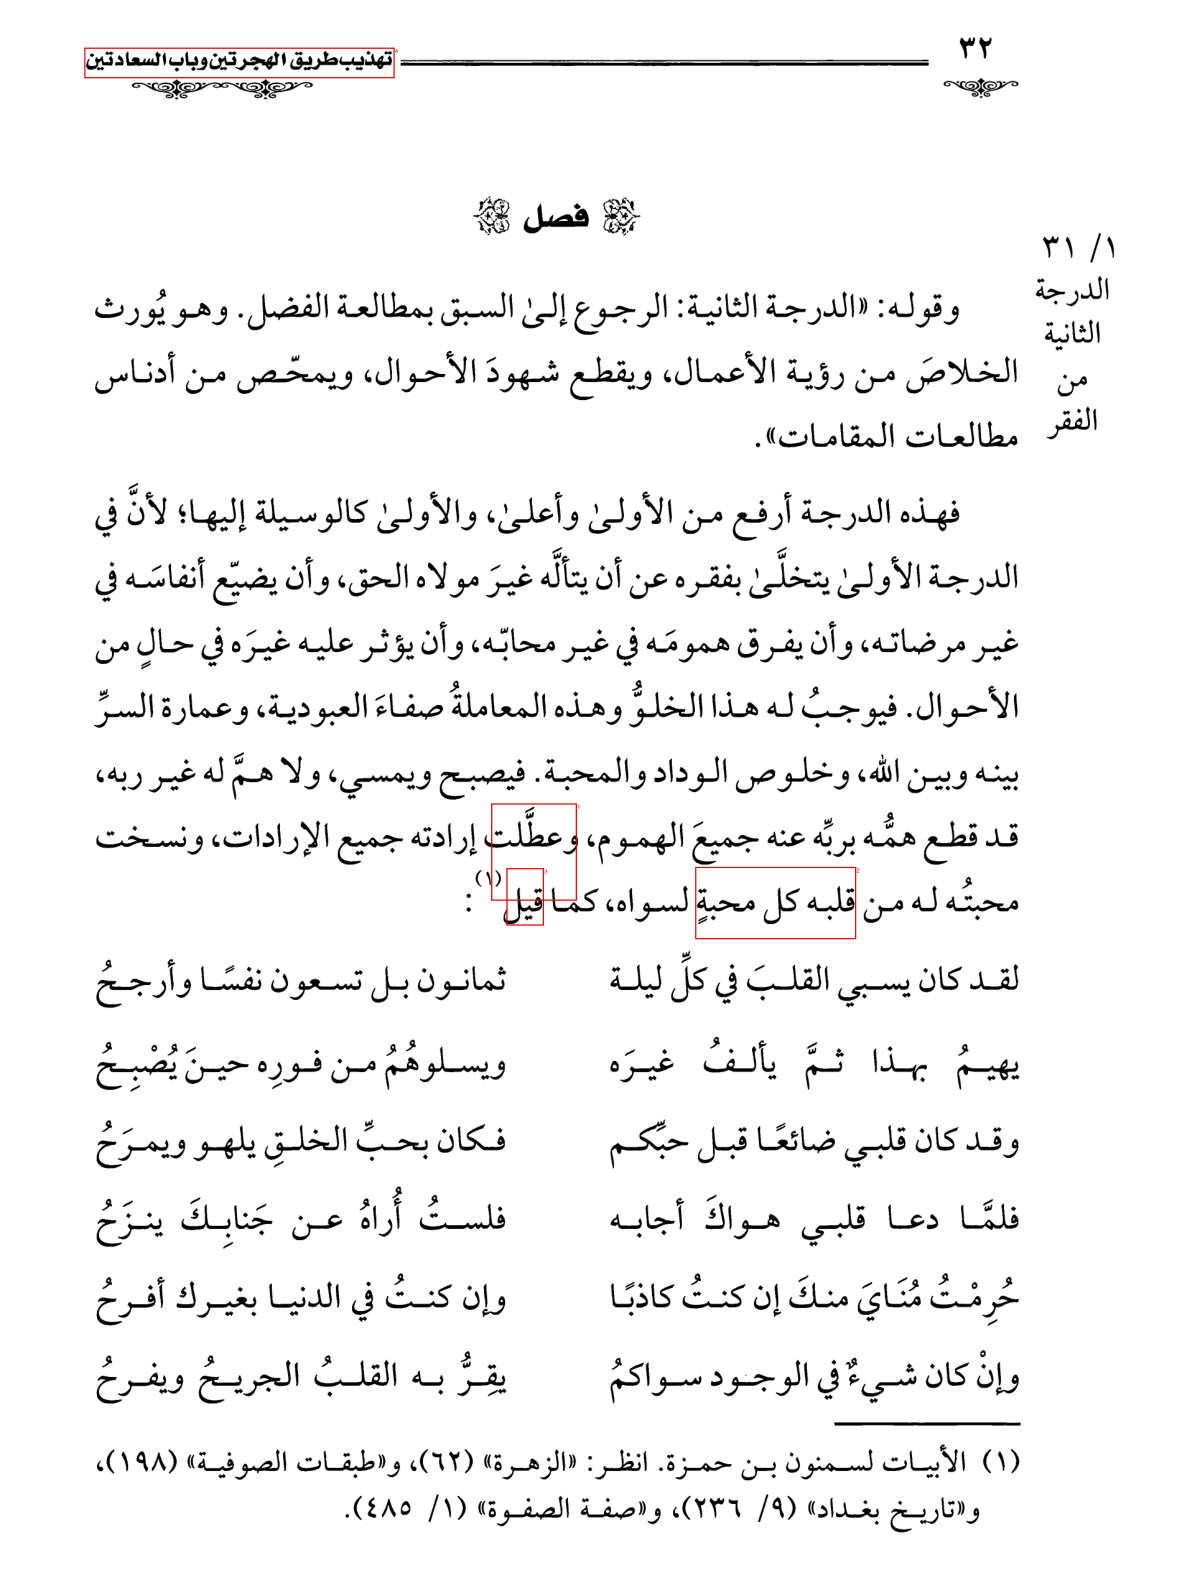 ٣٢
تهذيب طريق الهجرتين وباب السعادتين
فصل
١/ ٣١
الدرجة
الثانية
من
الفقر
وقوله: «الدرجة الثانية: الرجوع إلىٰ السبق بمطالعة الفضل. وهو يُورث
الخلاصَ من رؤية الأعمال، ويقطع شهودَ الأحوال، ويمحّص من أدناس
مطالعات المقامات».
فهذه الدرجة أرفع من الأولىٰ وأعلىٰ، والأولىٰ كالوسيلة إليها؛ لأنَّ في
الدرجة الأولىٰ يتخلَّىٰ بفقره عن أن يتألَّه غيرَ مولاه الحق، وأن يضيّع أنفاسَه في
غير مرضاته، وأن يفرق همومَه في غير محابّه، وأن يؤثر عليه غيرَه في حالٍ من
الأحوال. فيوجبُ له هذا الخلوُّ وهذه المعاملةُ صفاءَ العبودية، وعمارة السرِّ
بينه وبين الله، وخلوص الوداد والمحبة. فيصبح ويمسي، ولا همَّ له غير ربه،
قد قطع همُّه بربِّه عنه جميعَ الهموم، وعطَّلت إرادته جميع الإرادات، ونسخت
محبتُه له من قلبه كل محبةٍ لسواه، كما قيل (١):
لقد كان يسبي القلبَ في كلِّ ليلة ثمانون بل تسعون نفسًا وأرجحُ
يهيمُ بهذا ثمَّ يألفُ غيرَه ويسلوهُمُ من فورِه حينَ يُصْبِحُ
وقد كان قلبي ضائعًا قبل حبِّكم فكان بحبِّ الخلقِ يلهو ويمرَحُ
فلمَّا دعا قلبي هواكَ أجابه فلستُ أُراهُ عن جَنابِكَ ينزَحُ
حُرِمْتُ مُنَايَ منكَ إن كنتُ كاذبًا وإن كنتُ في الدنيا بغيرك أفرحُ
وإنْ كان شيءٌ في الوجود سواكمُ يقِرُّ به القلبُ الجريحُ ويفرحُ
(١) الأبيات لسمنون بن حمزة. انظر: «الزهرة» (٦٢)، و«طبقات الصوفية» (١٩٨)،
و«تاريخ بغداد» (٩/ ٢٣٦)، و«صفة الصفوة» (١/ ٤٨٥).